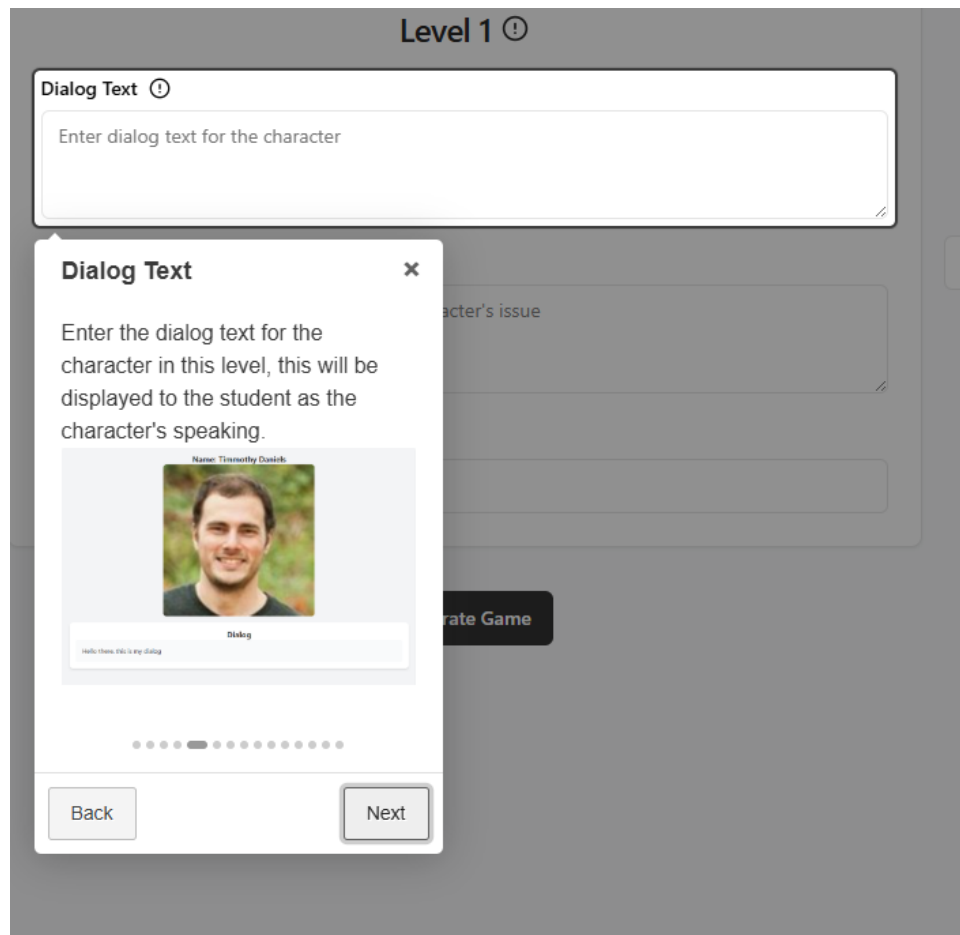 Level 1
Dialog Text
Enter dialog text for the character
Dialog Text
×
Enter the dialog text for the
character in this level, this will be
displayed to the student as the
character's speaking.
acter's issue
Name: Timmothy Daniels
Dialog
Hello there, this is my dialog
rate Game
Back
Next